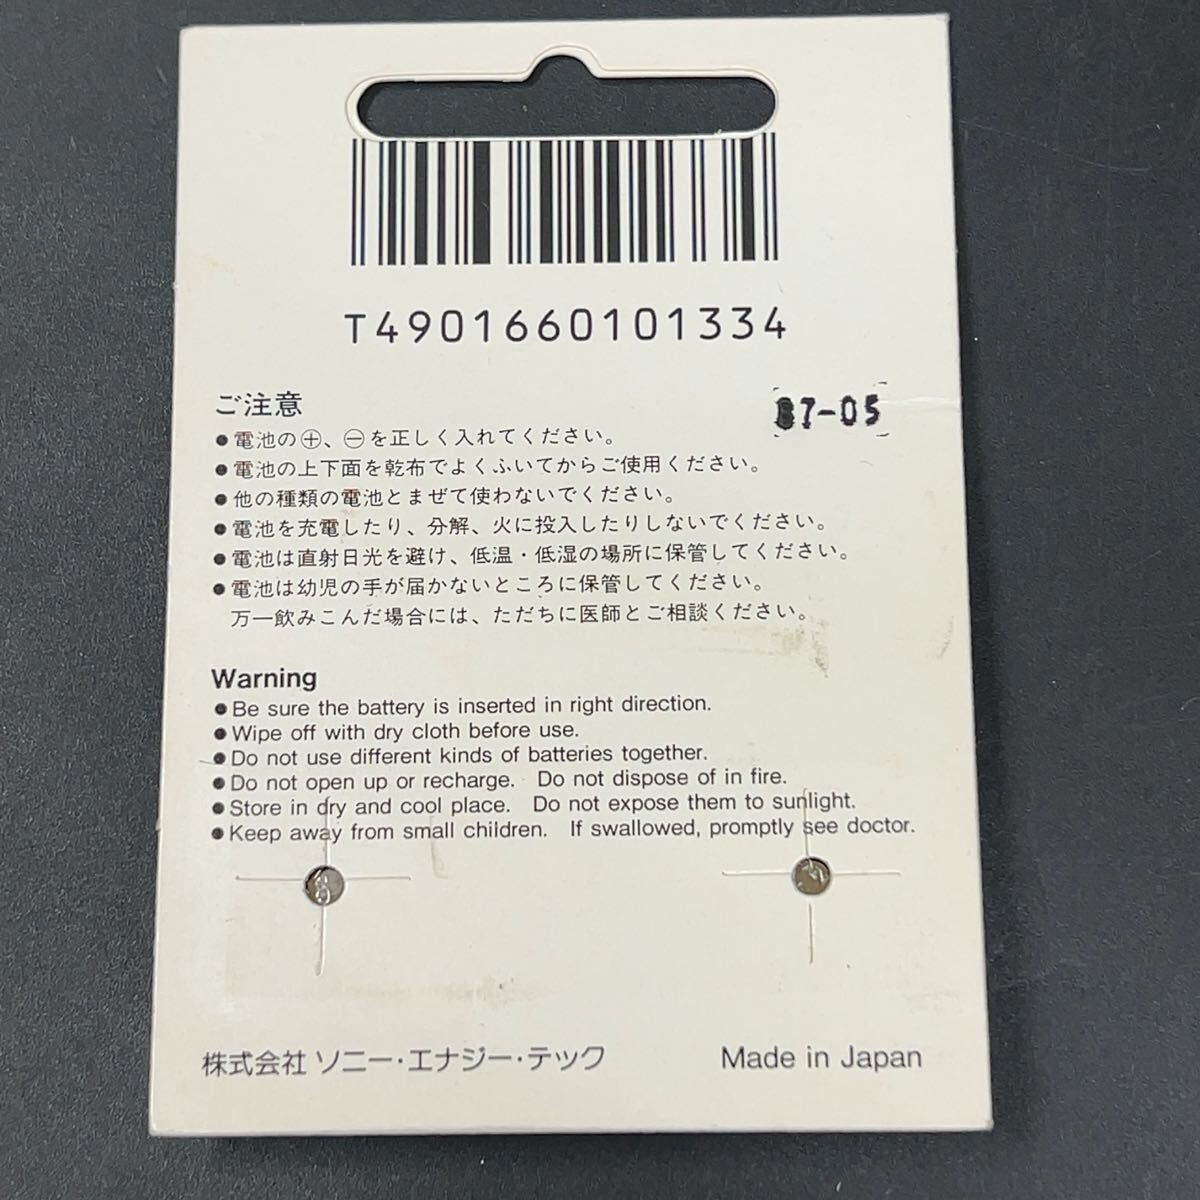 T4901660101334
87-05
ご注意
●電池の⊕、⊖を正しく入れてください。
●電池の上下面を乾布でよくふいてからご使用ください。
●他の種類の電池とまぜて使わないでください。
●電池を充電したり、分解、火に投入したりしないでください。
●電池は直射日光を避け、低温・低湿の場所に保管してください。
●電池は幼児の手が届かないところに保管してください。
万一飲みこんだ場合には、ただちに医師とご相談ください。
Warning
●Be sure the battery is inserted in right direction.
●Wipe off with dry cloth before use.
●Do not use different kinds of batteries together.
●Do not open up or recharge. Do not dispose of in fire.
●Store in dry and cool place. Do not expose them to sunlight.
●Keep away from small children. If swallowed, promptly see doctor.
株式会社 ソニー・エナジー・テック
Made in Japan